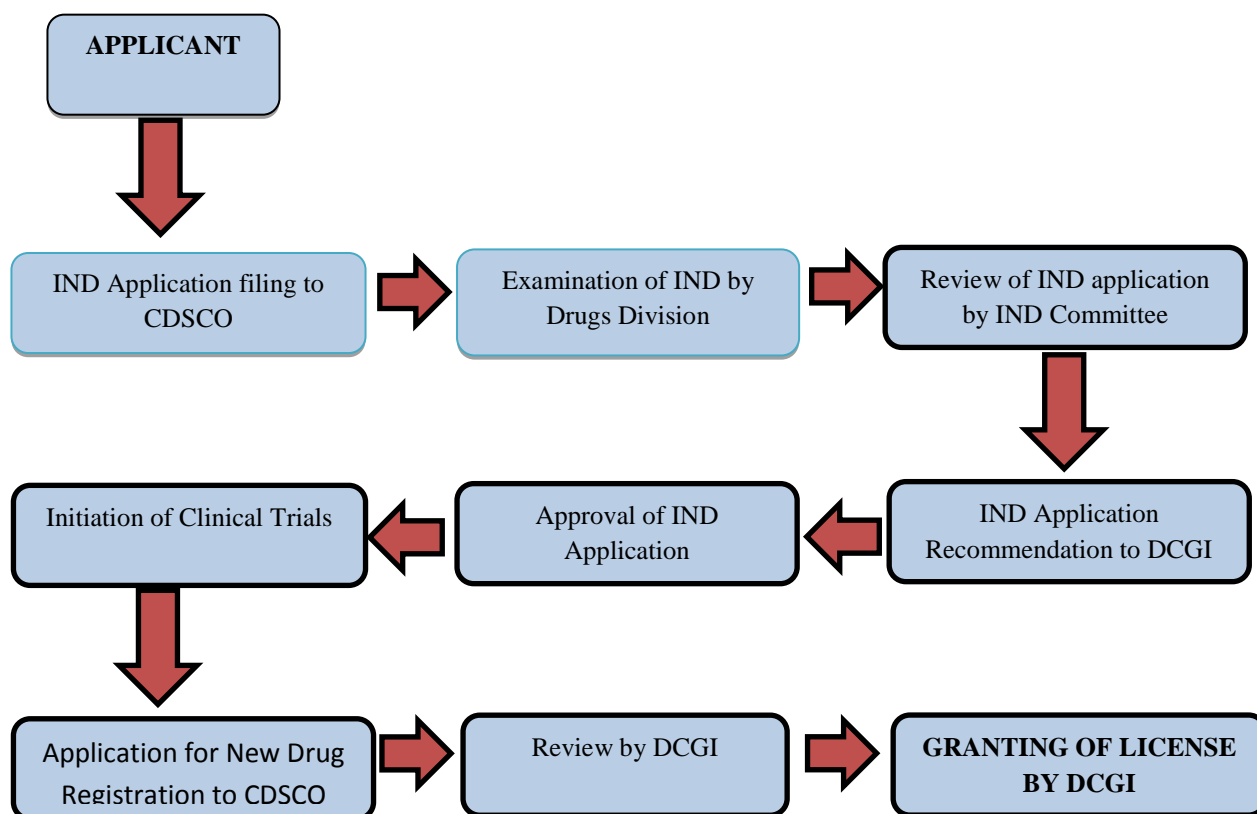 APPLICANT
IND Application filing to
CDSCO
Examination of IND by
Drugs Division
Review of IND application
by IND Committee
IND Application
Recommendation to DCGI
Approval of IND
Application
Initiation of Clinical Trials
Application for New Drug
Registration to CDSCO
Review by DCGI
GRANTING OF LICENSE
BY DCGI